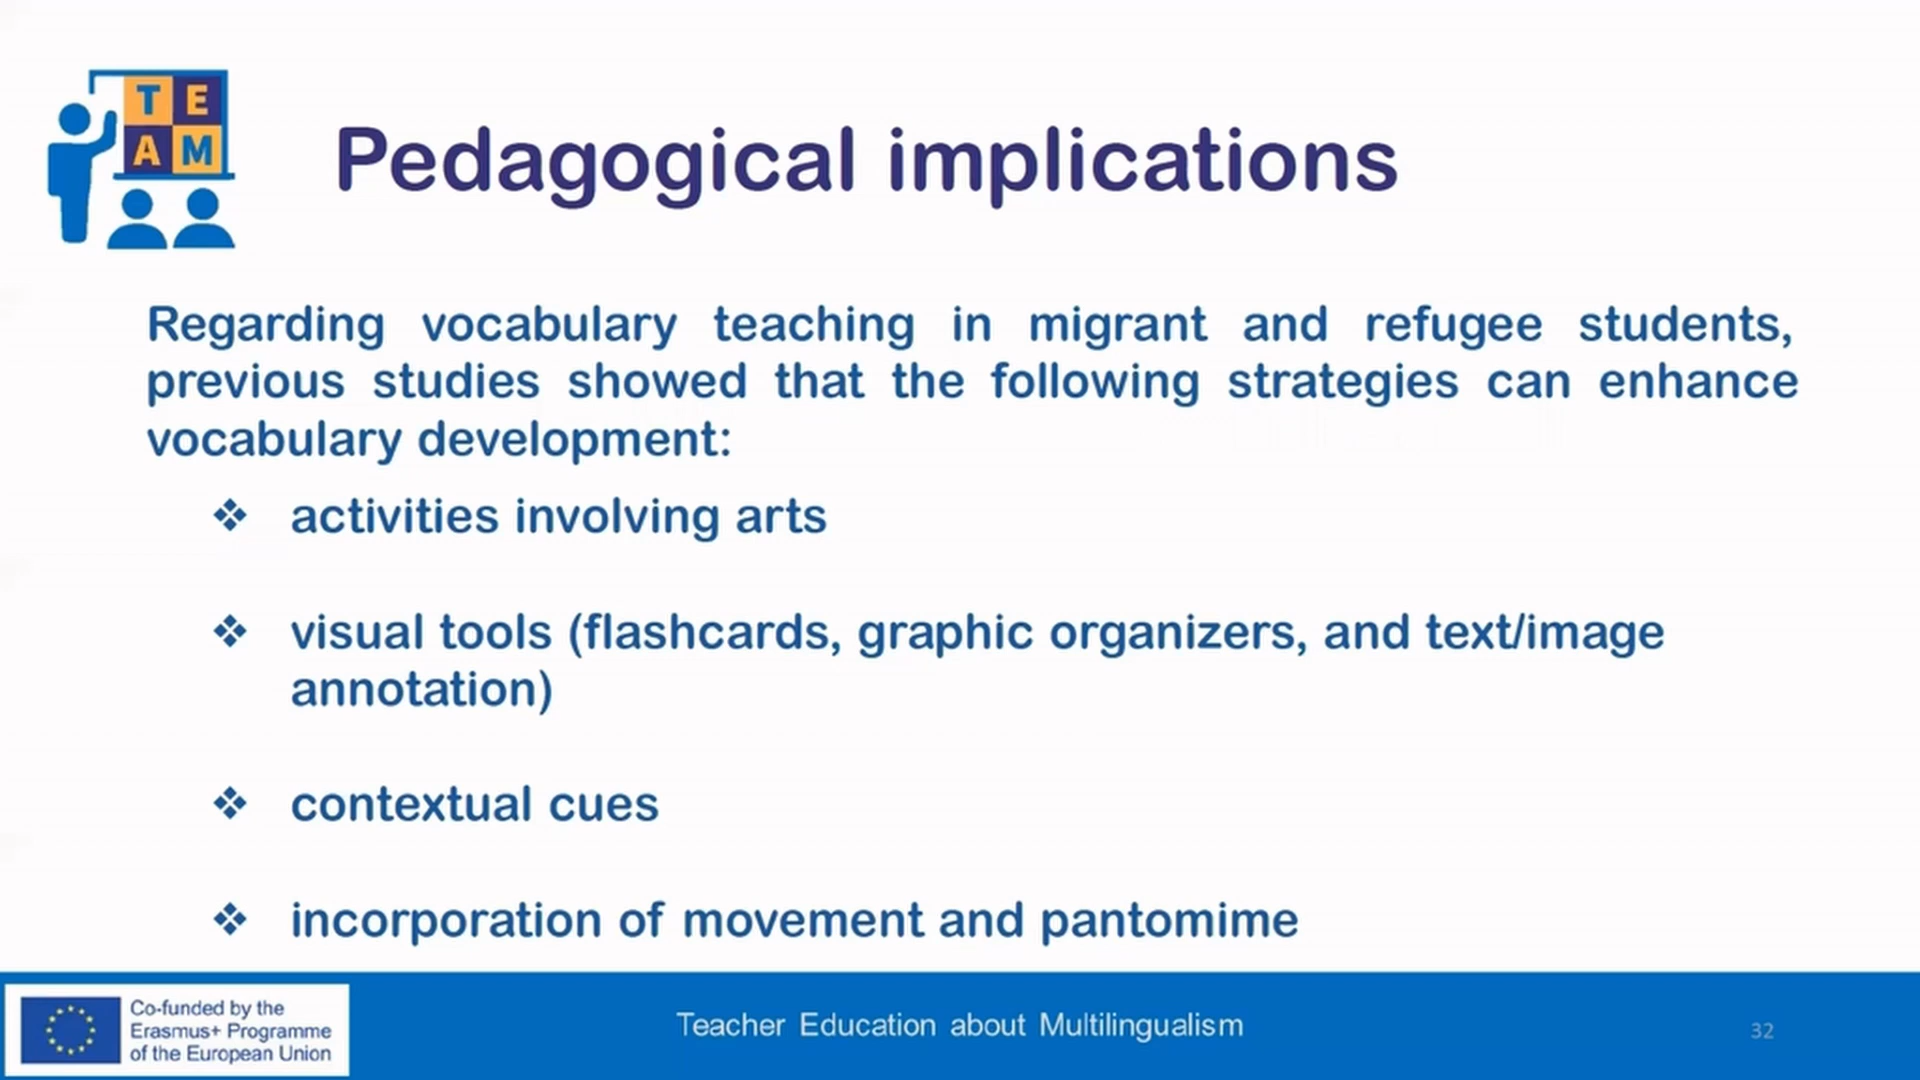 T E
A M
Pedagogical implications
Regarding vocabulary teaching in migrant and refugee students,
previous studies showed that the following strategies can enhance
vocabulary development:
❖ activities involving arts
❖ visual tools (flashcards, graphic organizers, and text/image
annotation)
❖ contextual cues
❖ incorporation of movement and pantomime
Co-funded by the
Erasmus+ Programme
of the European Union
Teacher Education about Multilingualism
32